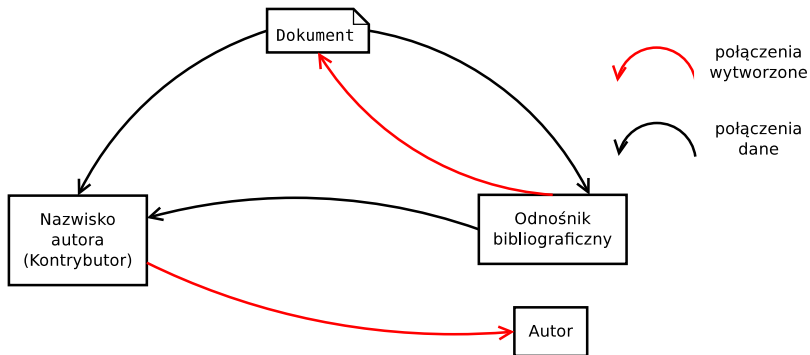 Dokument
połączenia
wytworzone
połączenia
dane
Nazwisko
autora
(Kontrybutor)
Odnośnik
bibliograficzny
Autor